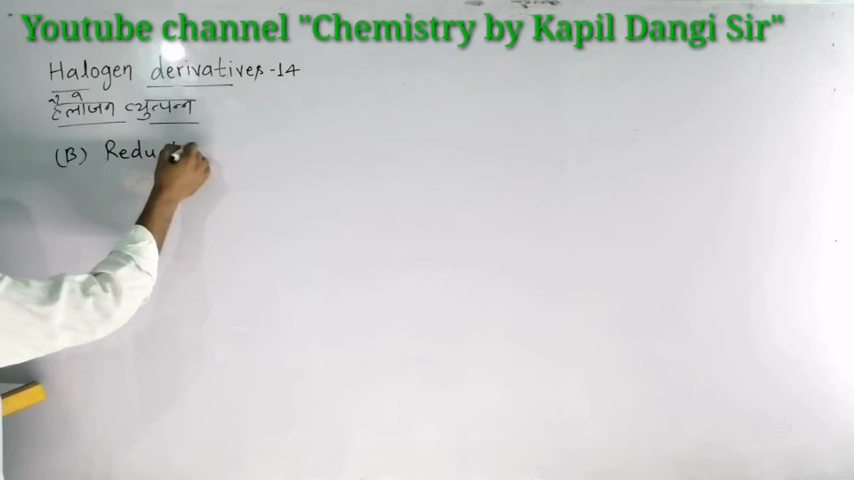 Youtube channel "Chemistry by Kapil Dangi Sir"
Halogen derivatives-14
हैलोजन व्युत्पन्न
(B) Redu